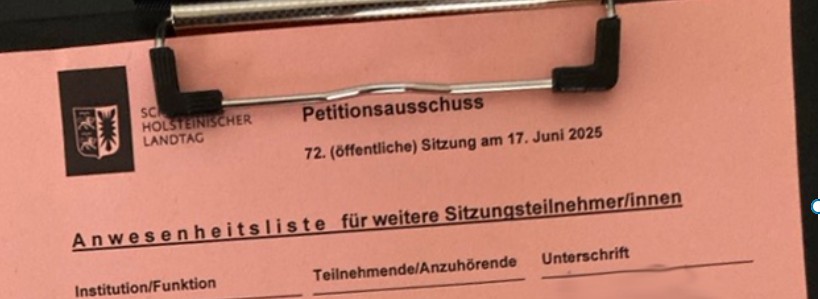 HOLSTEINISCHER
LANDTAG
Petitionsausschuss
72. (öffentliche) Sitzung am 17. Juni 2025
Anwesenheitsliste für weitere Sitzungsteilnehmer/innen
Institution/Funktion
Teilnehmende/Anzuhörende
Unterschrift